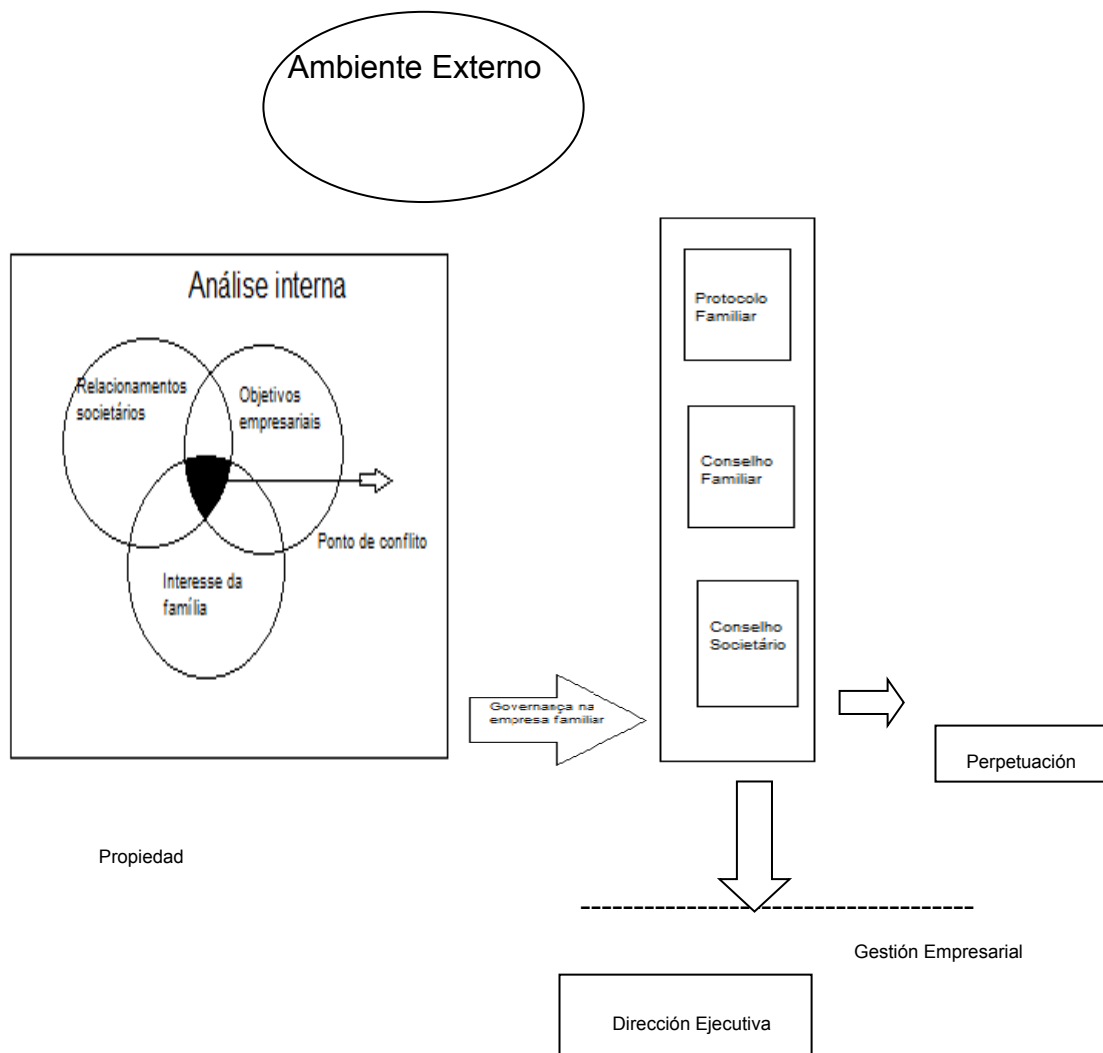 Ambiente Externo
Análise interna
Relacionamentos
societários
Objetivos
empresariais
Ponto de conflito
Interesse da
família
Governança na
empresa familiar
Protocolo
Familiar
Conselho
Familiar
Conselho
Societário
Perpetuación
Propiedad
Gestión Empresarial
Dirección Ejecutiva